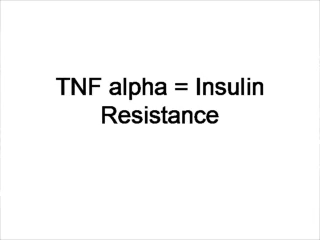 TNF alpha = Insulin
Resistance